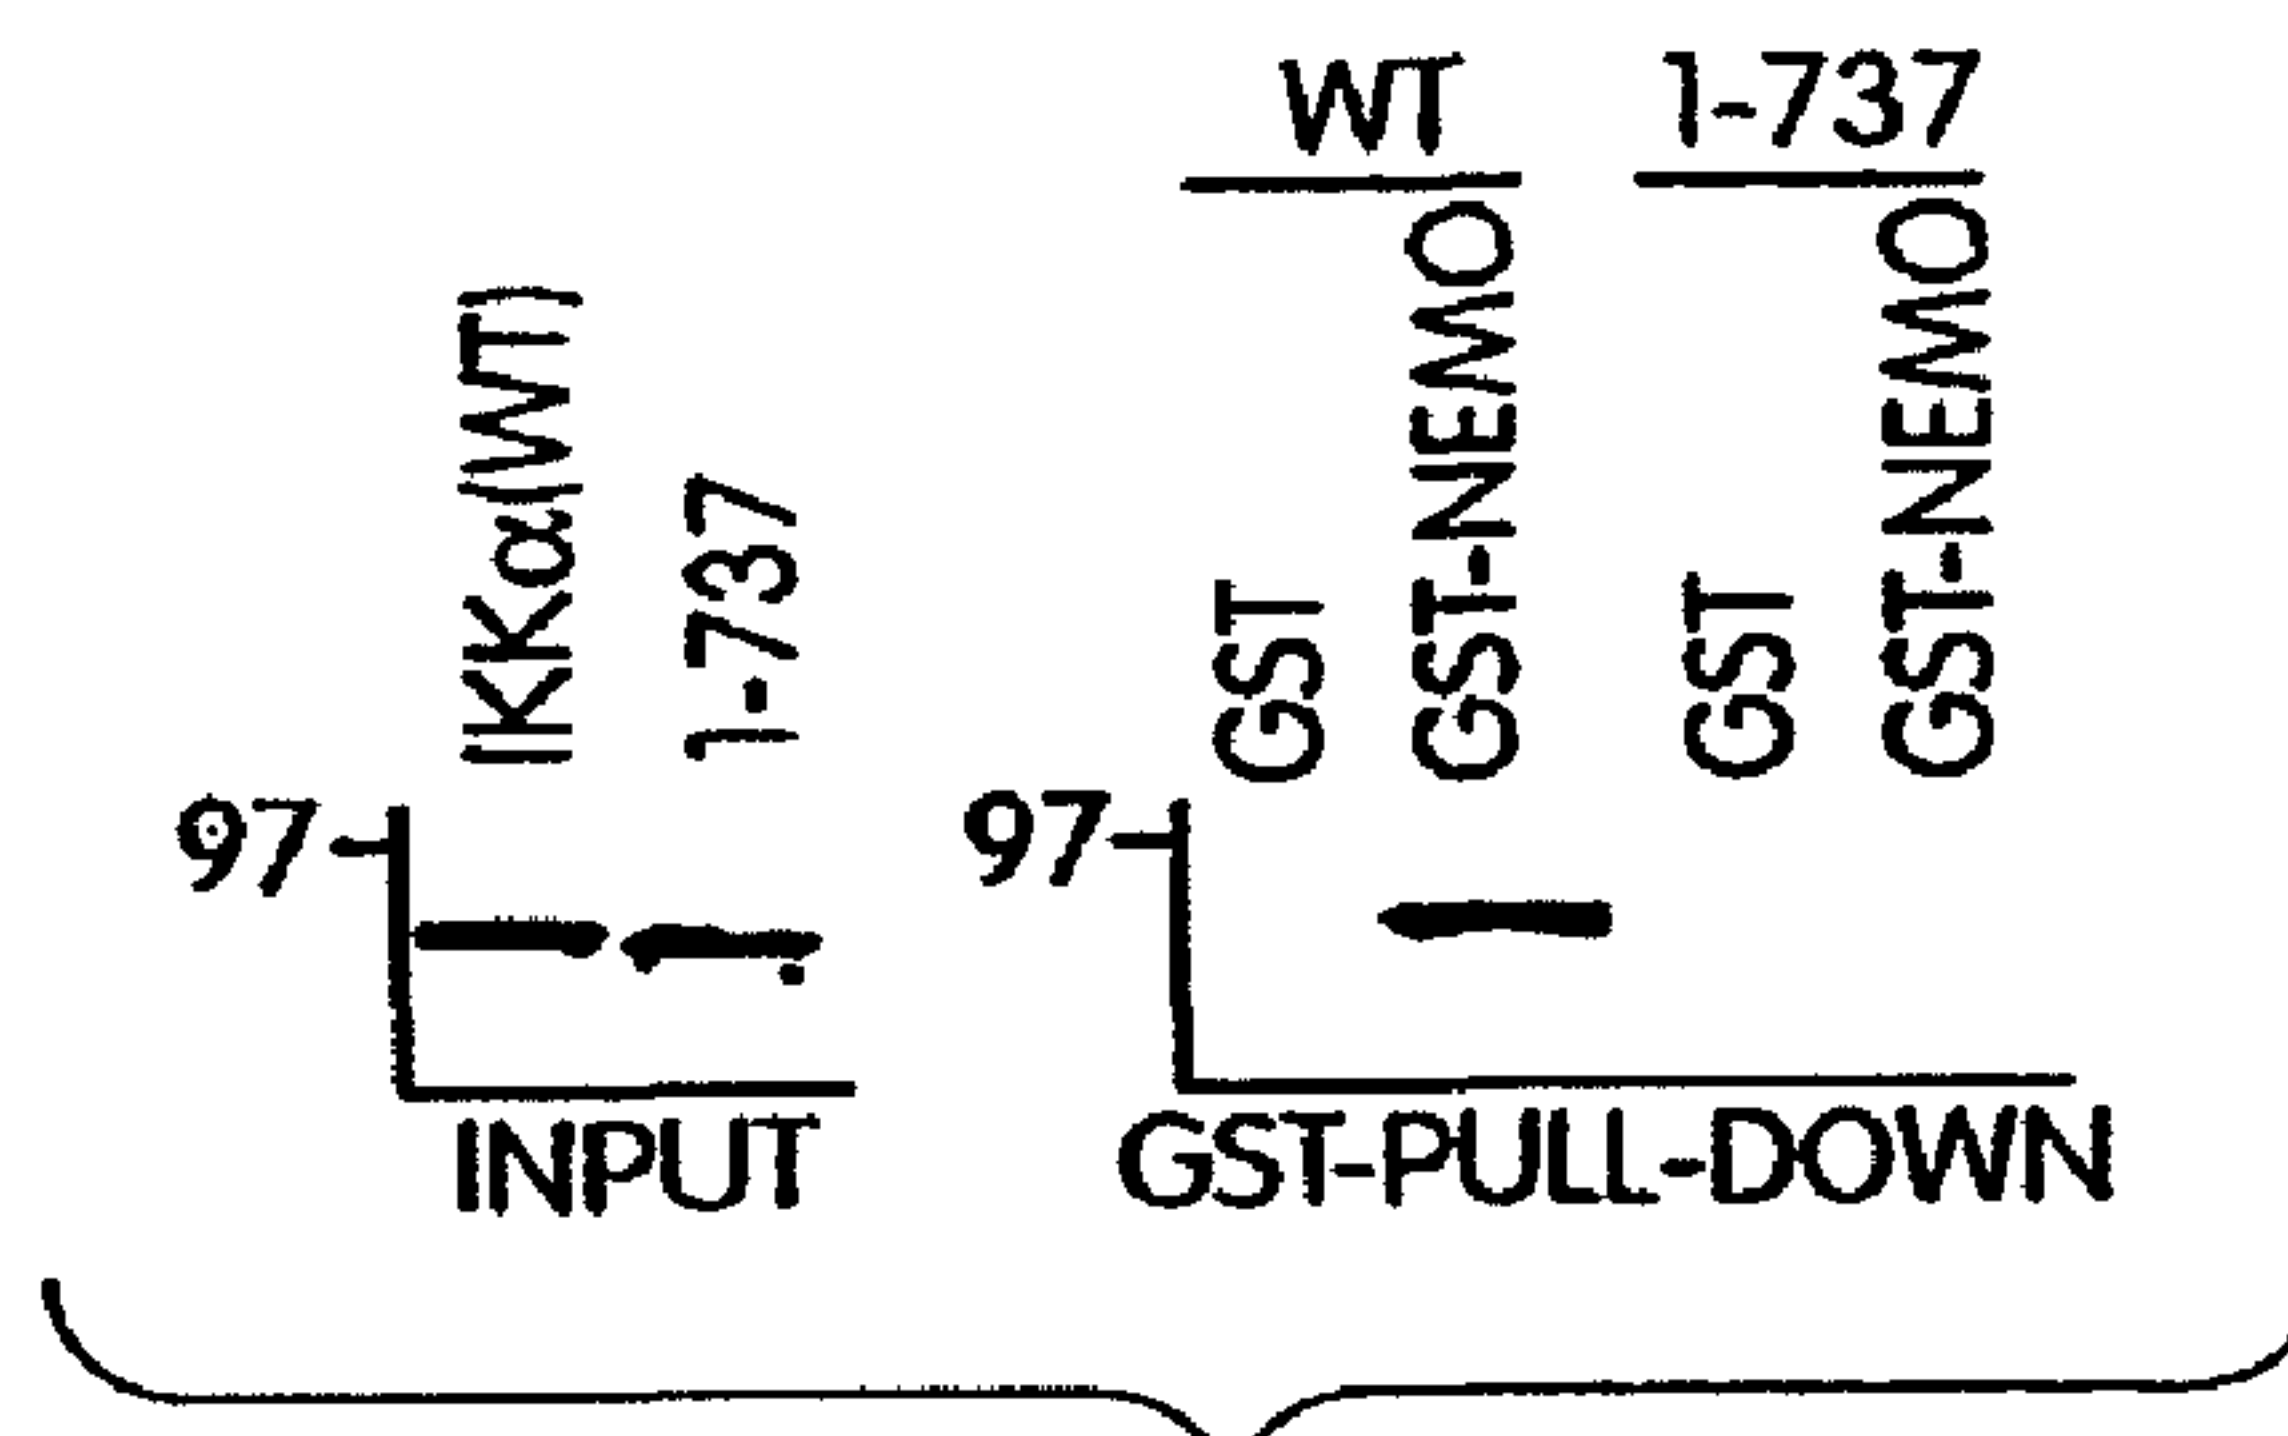 WT 1-737
IKKα(WT)
1-737
GST
GST-NEMO
GST
GST-NEMO
97
97
INPUT
GST-PULL-DOWN